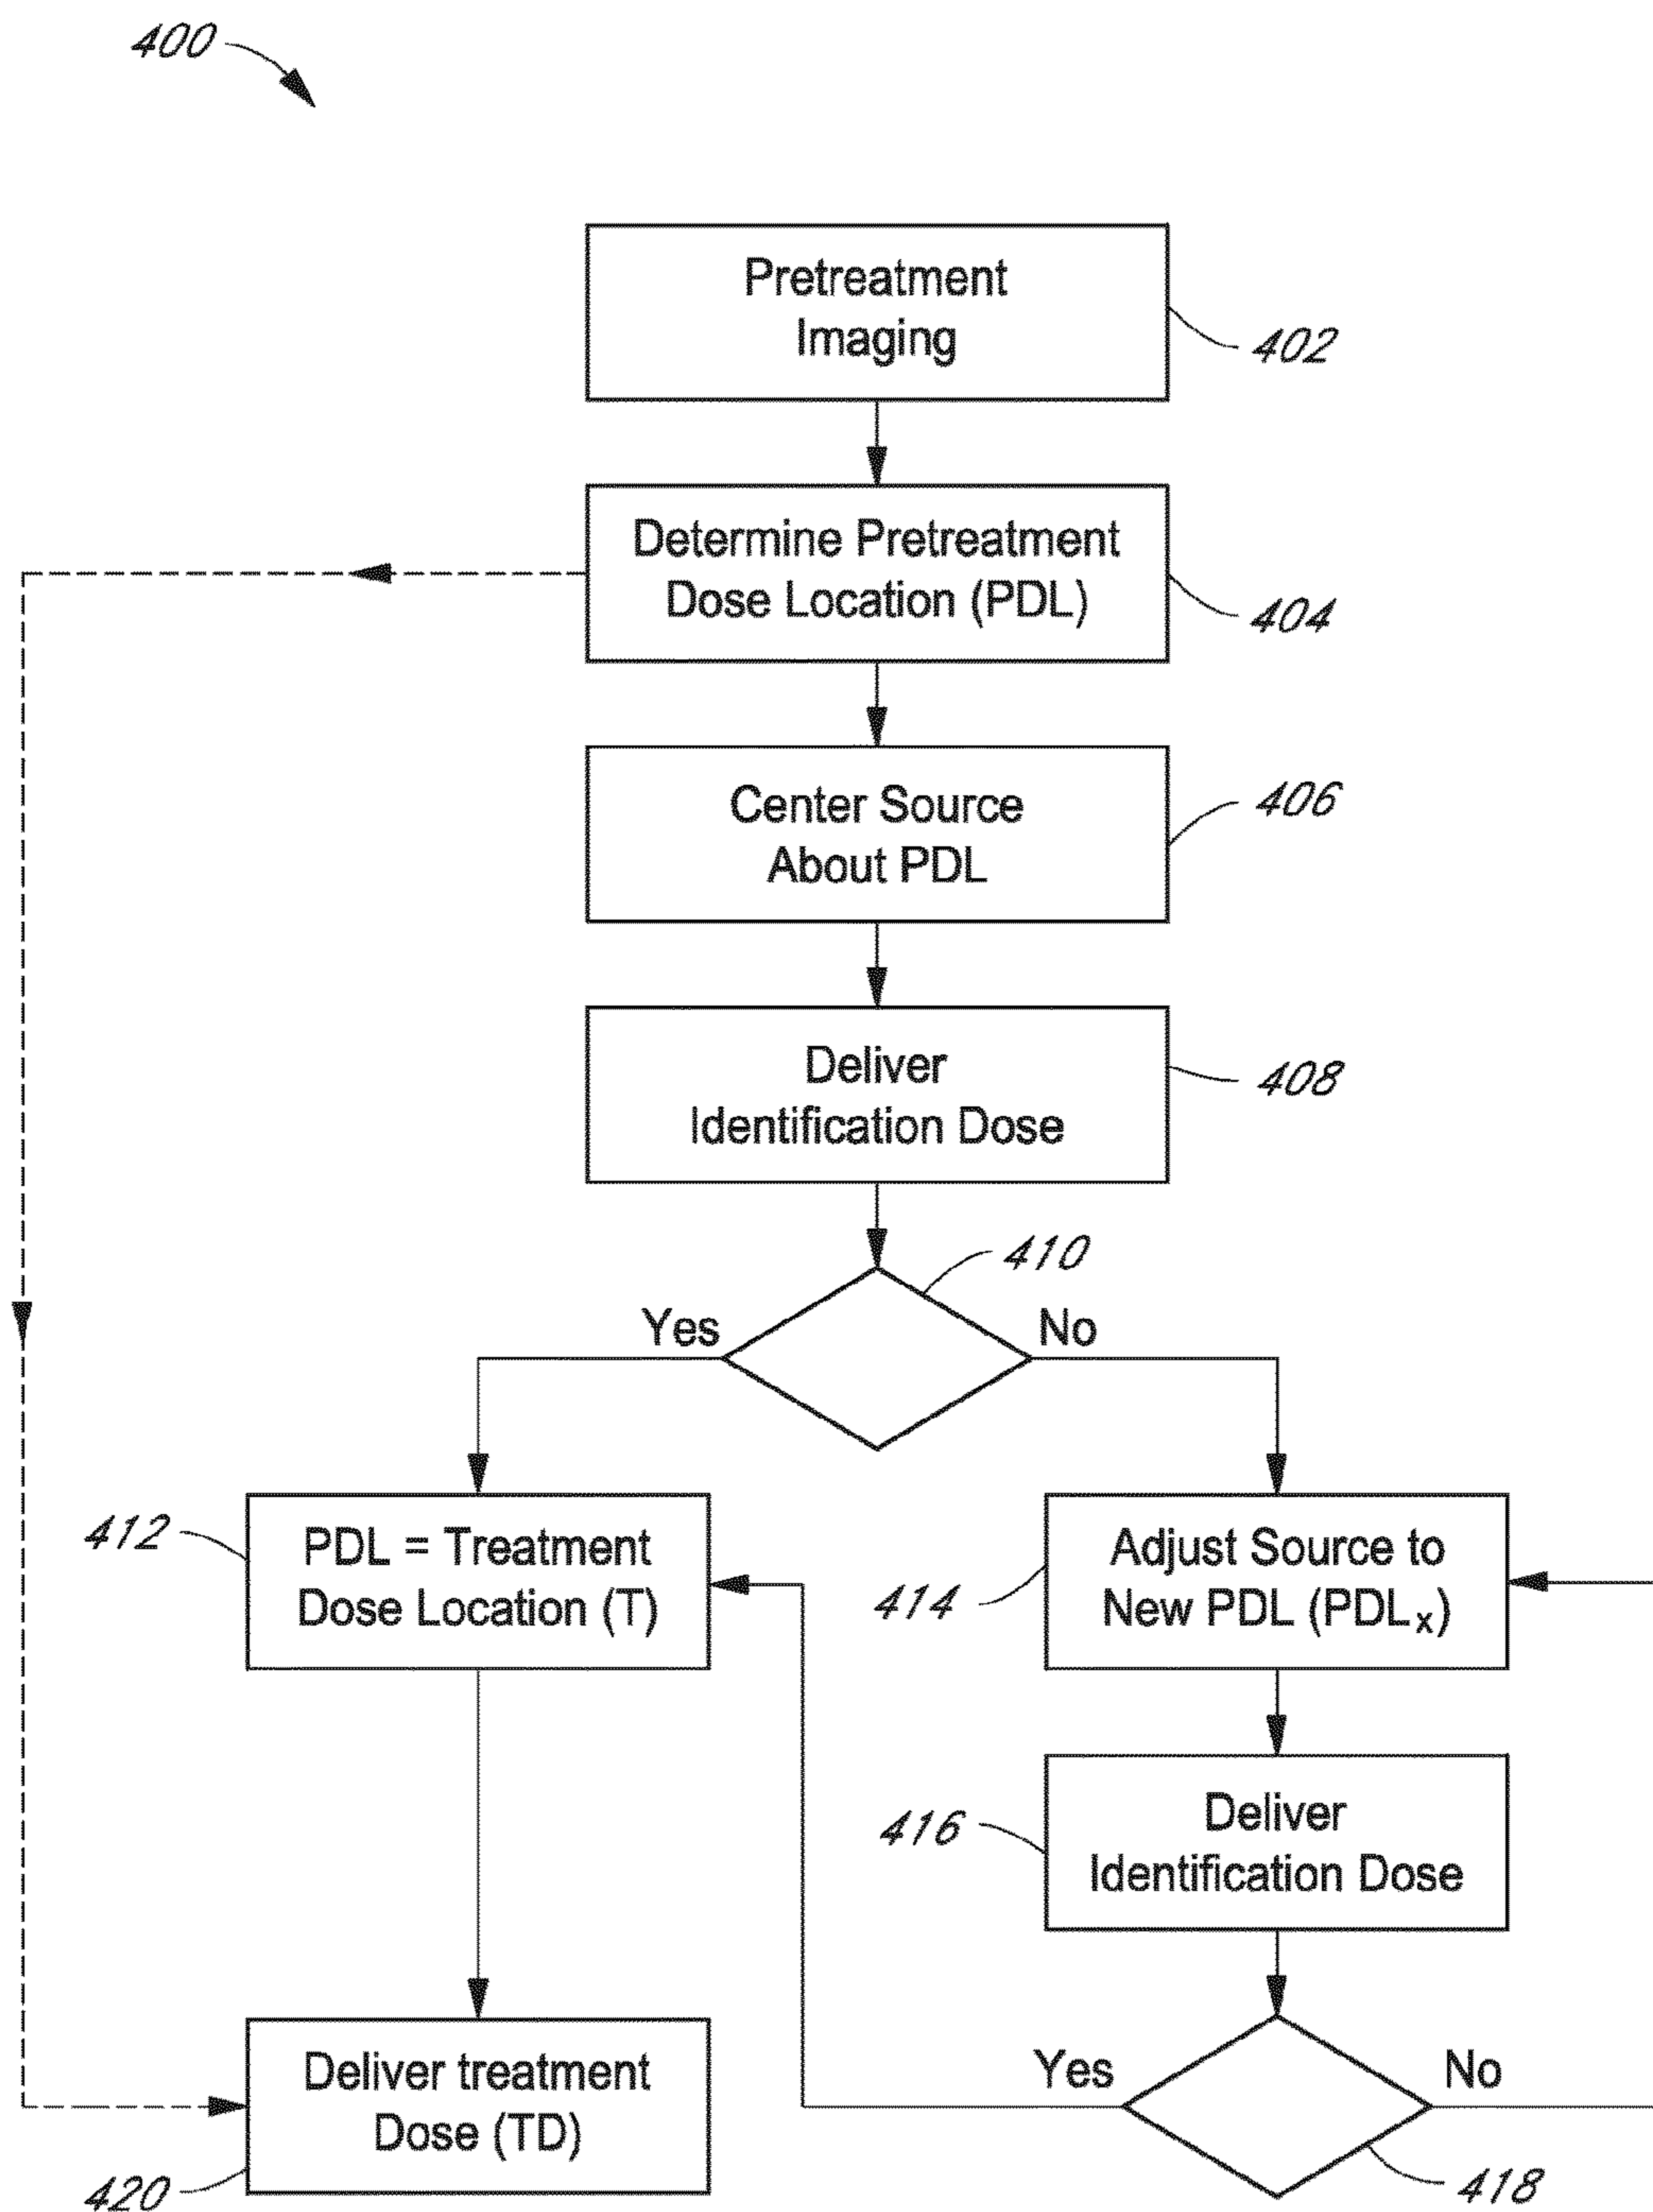 400
Pretreatment
Imaging
402
Determine Pretreatment
Dose Location (PDL)
404
Center Source
About PDL
406
Deliver
Identification Dose
408
410
Yes
No
412
PDL = Treatment
Dose Location (T)
414
Adjust Source to
New PDL (PDLx)
416
Deliver
Identification Dose
Yes
No
418
Deliver treatment
Dose (TD)
420